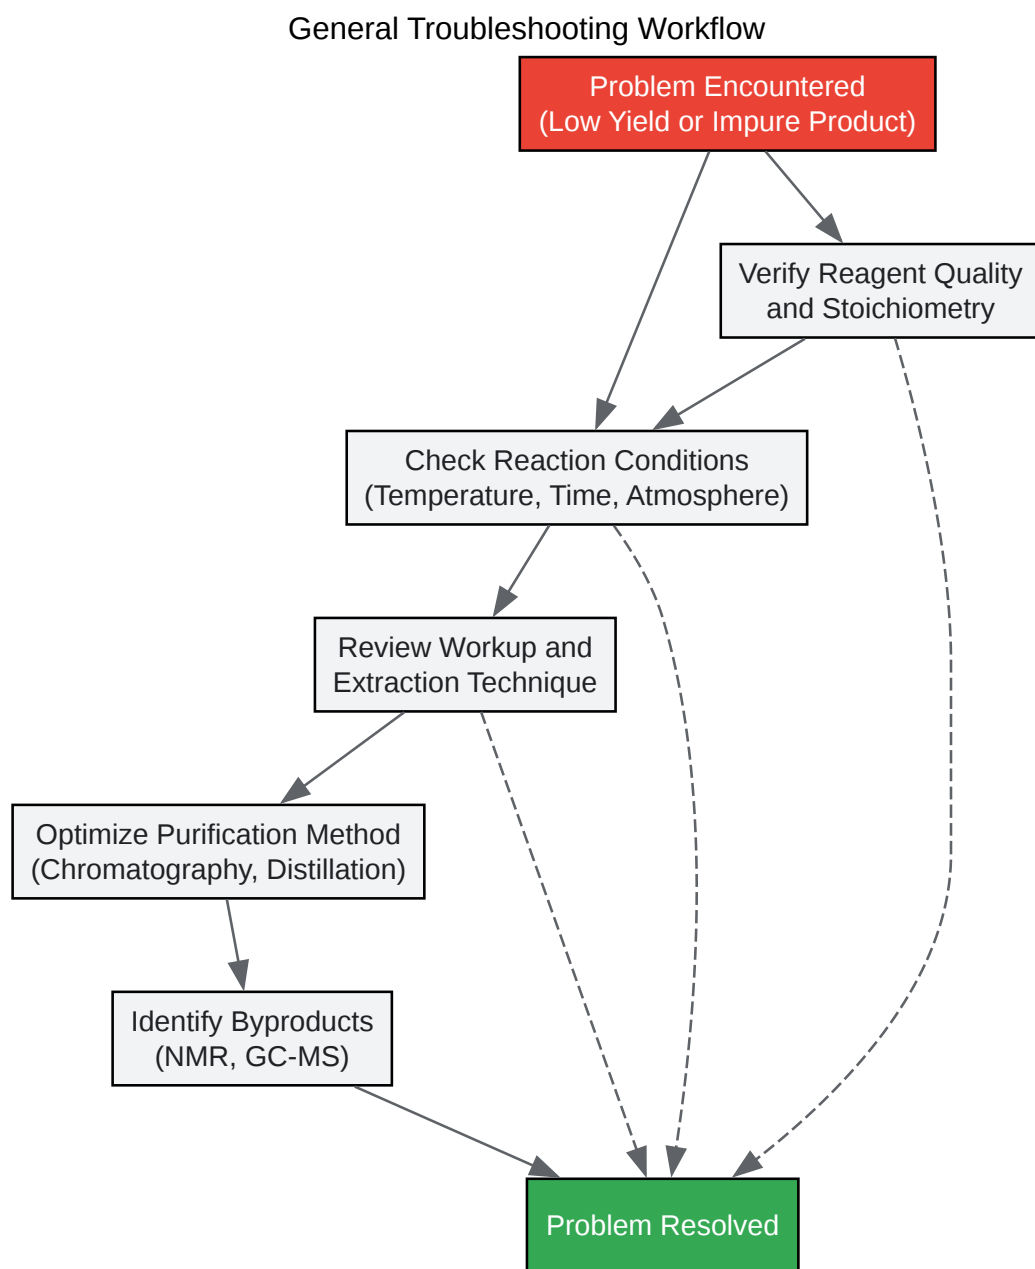 General Troubleshooting Workflow
Problem Encountered
(Low Yield or Impure Product)
Verify Reagent Quality
and Stoichiometry
Check Reaction Conditions
(Temperature, Time, Atmosphere)
Review Workup and
Extraction Technique
Optimize Purification Method
(Chromatography, Distillation)
Identify Byproducts
(NMR, GC-MS)
Problem Resolved